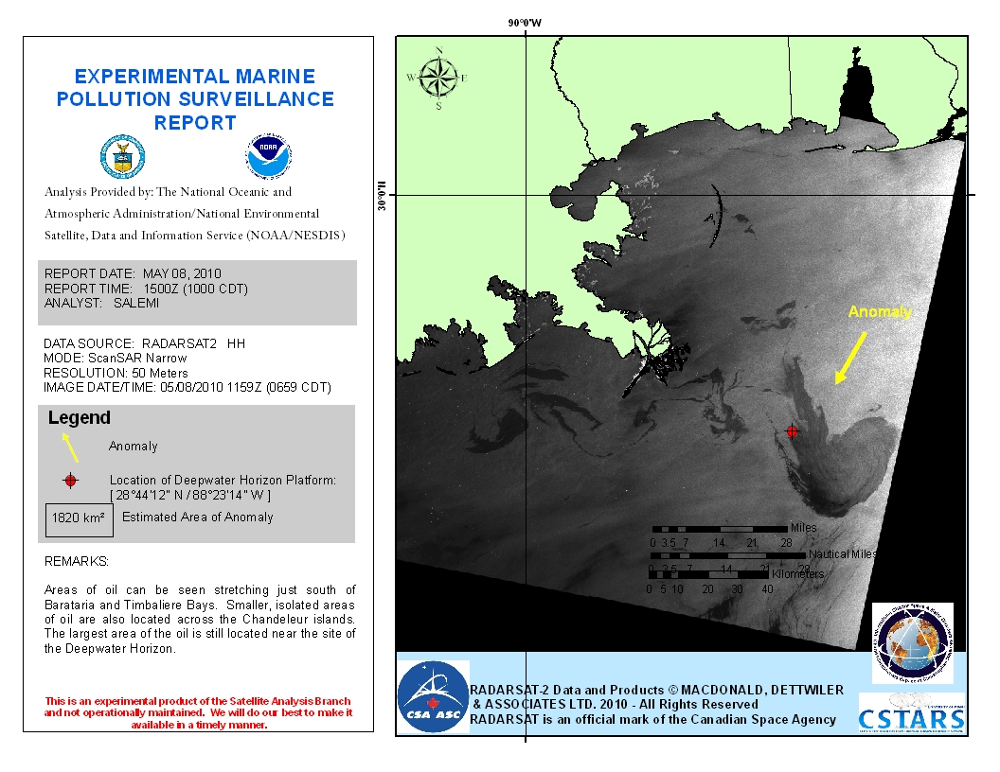 90°0'W
EXPERIMENTAL MARINE
POLLUTION SURVEILLANCE
REPORT
NOAA
Analysis Provided by: The National Oceanic and
Atmospheric Administration/National Environmental
Satellite, Data and Information Service (NOAA/NESDIS)
REPORT DATE: MAY 08, 2010
REPORT TIME: 1500Z (1000 CDT)
ANALYST: SALEMI
DATA SOURCE: RADARSAT2 HH
MODE: ScanSAR Narrow
RESOLUTION: 50 Meters
IMAGE DATE/TIME: 05/08/2010 1159Z (0659 CDT)
Legend
Anomaly
Location of Deepwater Horizon Platform:
[ 28°44'12" N / 88°23'14" W ]
1820 km² Estimated Area of Anomaly
REMARKS:
Areas of oil can be seen stretching just south of
Barataria and Timbaliere Bays. Smaller, isolated areas
of oil are also located across the Chandeleur islands.
The largest area of the oil is still located near the site of
the Deepwater Horizon.
This is an experimental product of the Satellite Analysis Branch
and not operationally maintained. We will do our best to make it
available in a timely manner.
N
W E
S
30°0'N
Anomaly
Miles
0 3.5 7 14 21 28
Nautical Miles
0 3.5 7 14 21 28
Kilometers
0 5 10 20 30 40
CSA ASC
RADARSAT-2 Data and Products © MACDONALD, DETTWILER
& ASSOCIATES LTD. 2010 - All Rights Reserved
RADARSAT is an official mark of the Canadian Space Agency
CSTARS